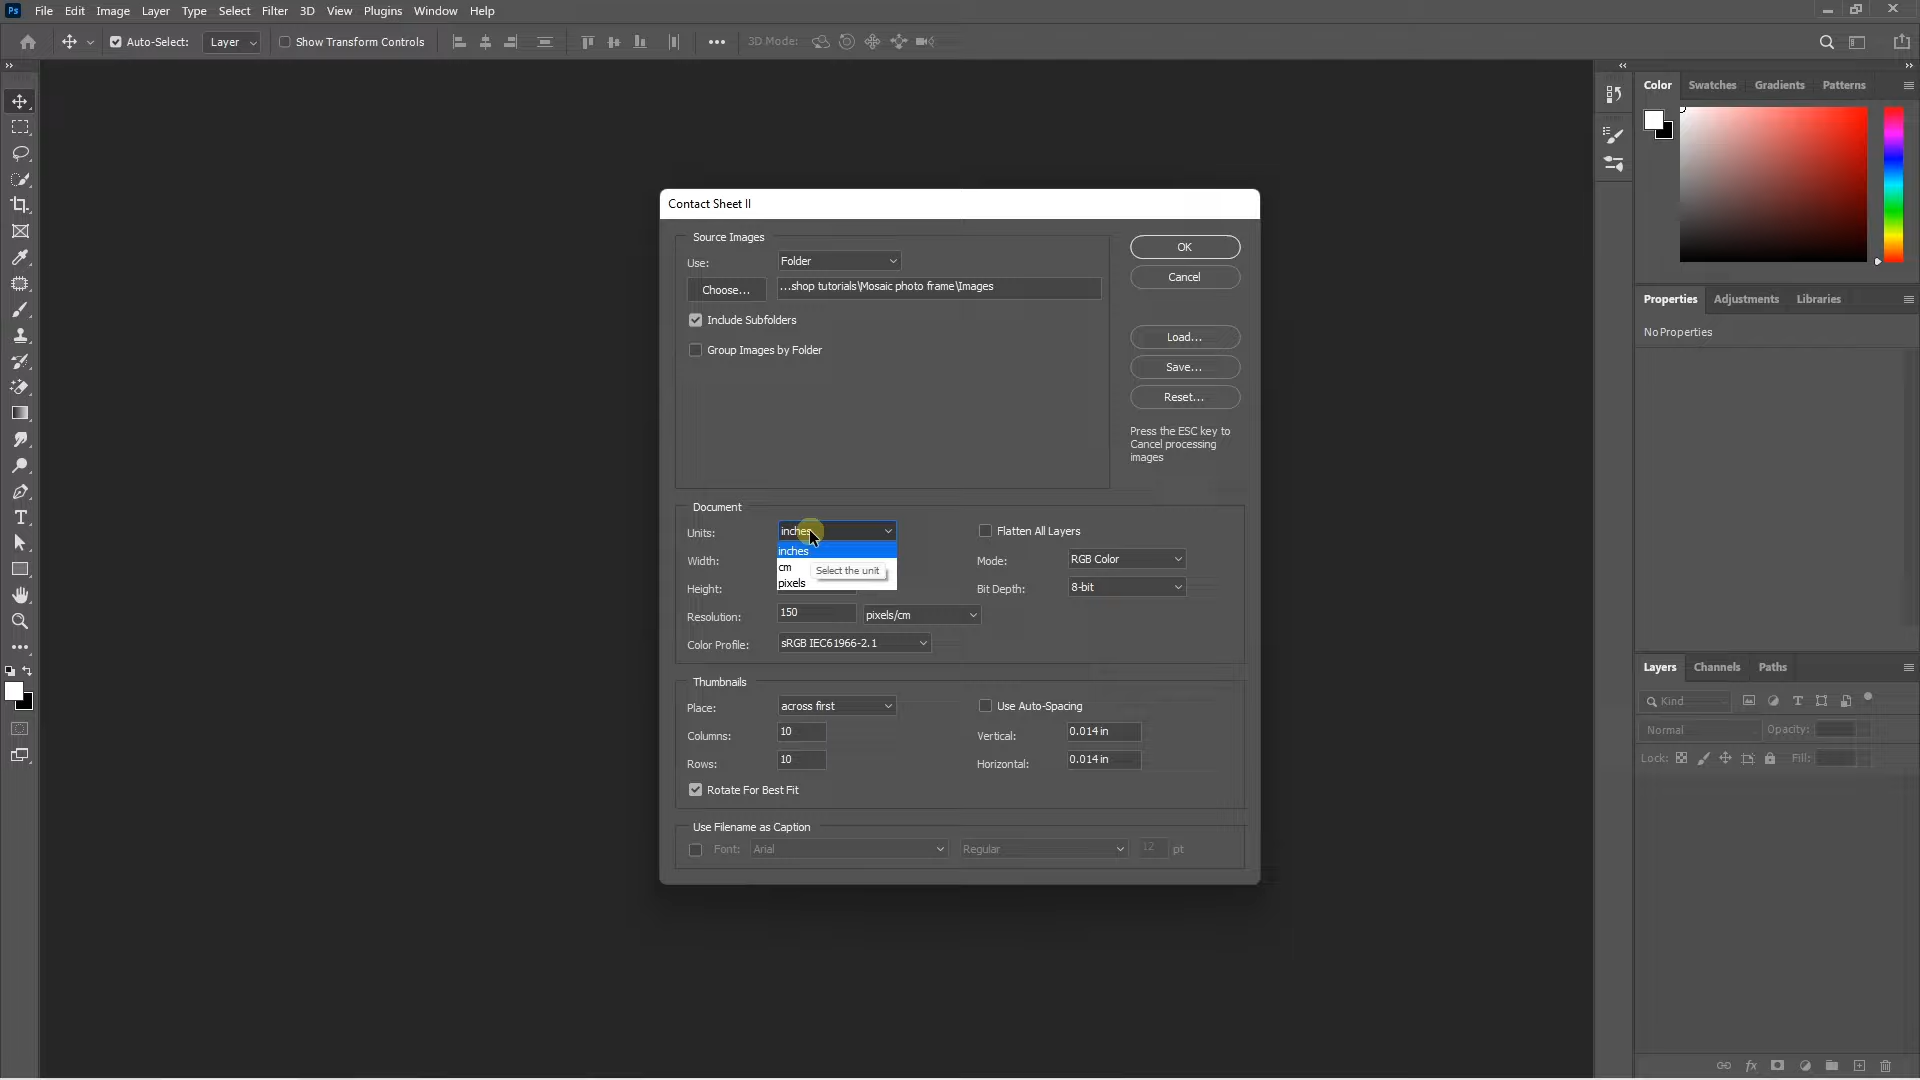 Ps File Edit Image Layer Type Select Filter 3D View Plugins Window Help
Auto-Select: Layer Show Transform Controls 3D Mode:
Color Swatches Gradients Patterns
Properties Adjustments Libraries
No Properties
Layers Channels Paths
Kind
Normal Opacity:
Lock: Fill:
Contact Sheet II
Source Images
Use: Folder
Choose... ...shop tutorials\Mosaic photo frame\Images
Include Subfolders
Group Images by Folder
OK
Cancel
Load...
Save...
Reset...
Press the ESC key to
Cancel processing
images
Document
Units: inches
inches
cm
pixels
Select the unit
Width:
Height:
Resolution: 150 pixels/cm
Color Profile: sRGB IEC61966-2.1
Flatten All Layers
Mode: RGB Color
Bit Depth: 8-bit
Thumbnails
Place: across first
Columns: 10
Rows: 10
Rotate For Best Fit
Use Auto-Spacing
Vertical: 0.014 in
Horizontal: 0.014 in
Use Filename as Caption
Font: Arial Regular 12 pt